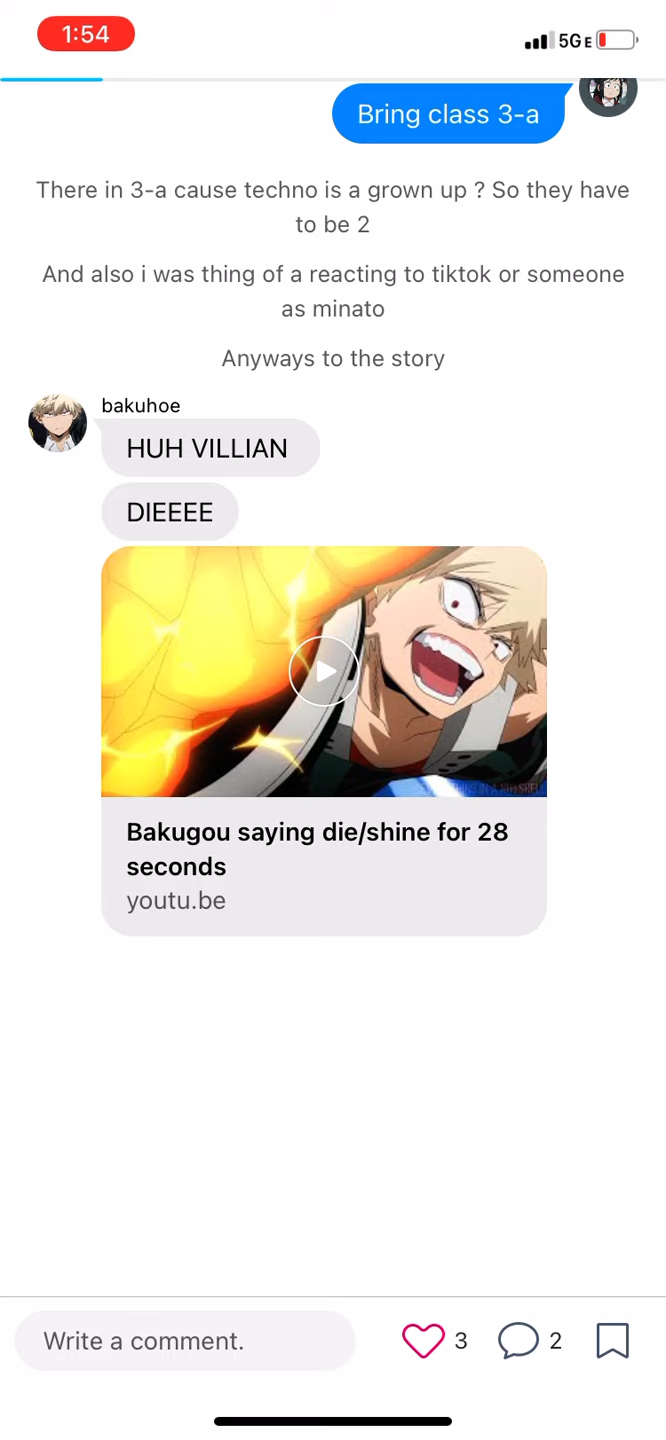 1:54
5GE
Bring class 3-a
There in 3-a cause techno is a grown up ? So they have
to be 2
And also i was thing of a reacting to tiktok or someone
as minato
Anyways to the story
bakuhoe
HUH VILLIAN
DIEEEE
Bakugou saying die/shine for 28
seconds
youtu.be
Write a comment.
3
2